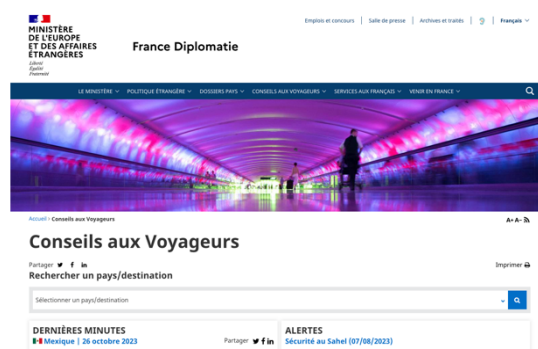 Emplois et concours
Salle de presse
Archives et traités
Français
MINISTÈRE
DE L'EUROPE
ET DES AFFAIRES
ÉTRANGÈRES
Liberté
Égalité
Fraternité
France Diplomatie
LE MINISTÈRE
POLITIQUE ÉTRANGÈRE
DOSSIERS PAYS
CONSEILS AUX VOYAGEURS
SERVICES AUX FRANÇAIS
VENIR EN FRANCE
Accueil > Conseils aux Voyageurs
A+ A-
Conseils aux Voyageurs
Partager
Imprimer
Rechercher un pays/destination
Sélectionner un pays/destination
DERNIÈRES MINUTES
Mexique | 26 octobre 2023
Partager
ALERTES
Sécurité au Sahel (07/08/2023)